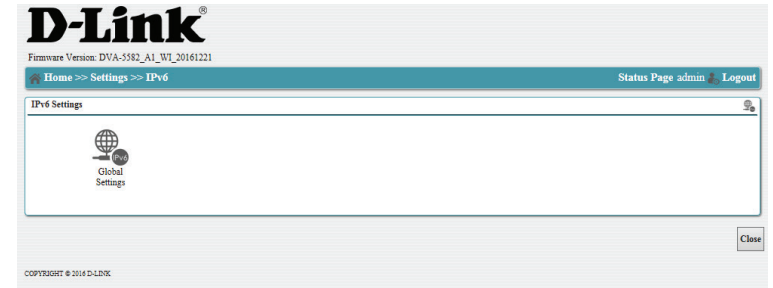 D-Link®
Firmware Version: DVA-5582_A1_WI_20161221
Home >> Settings >> IPv6 Status Page admin Logout
IPv6 Settings
IPv6
Global
Settings
Close
COPYRIGHT © 2016 D-LINK